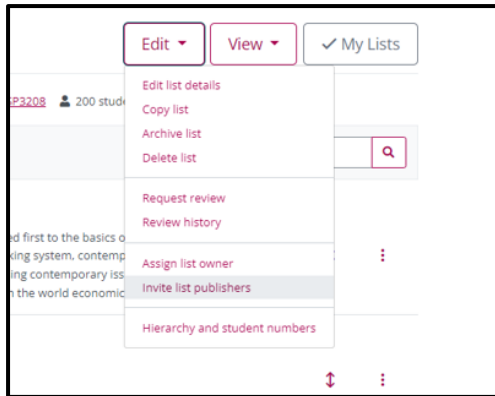 Edit View ✓ My Lists
Edit list details
SP3208 200 stude
Copy list
Archive list
Delete list
Request review
Review history
ed first to the basics o
king system, contemp
Assign list owner
ing contemporary iss
Invite list publishers
n the world economic
Hierarchy and student numbers